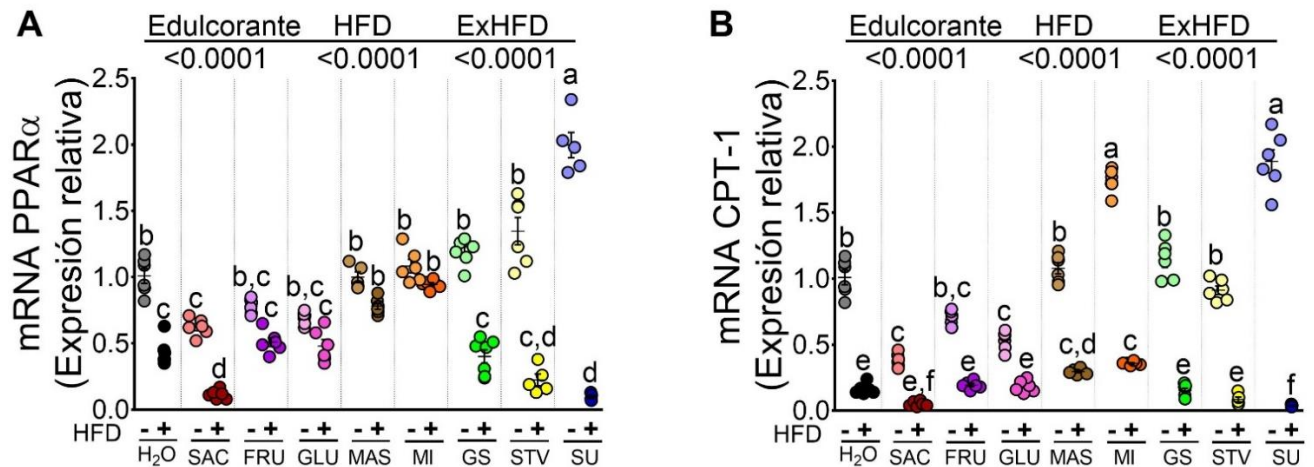 A
Edulcorante HFD ExHFD
<0.0001 <0.0001 <0.0001
mRNA PPARα
(Expresión relativa)
2.5
2.0
1.5
1.0
0.5
0.0
b c c d b,c c b,c c b b b b b c b c,d a d
HFD - + - + - + - + - + - + - + - + - +
H2O SAC FRU GLU MAS MI GS STV SU
B
Edulcorante HFD ExHFD
<0.0001 <0.0001 <0.0001
mRNA CPT-1
(Expresión relativa)
2.5
2.0
1.5
1.0
0.5
0.0
b e c e,f b,c e c e b c,d a c b e b e a f
HFD - + - + - + - + - + - + - + - + - +
H2O SAC FRU GLU MAS MI GS STV SU